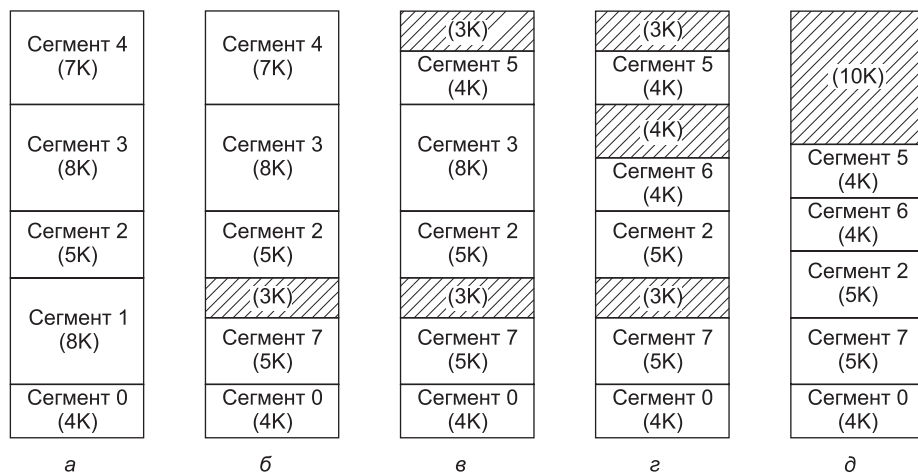 Сегмент 4
(7K)
Сегмент 3
(8K)
Сегмент 2
(5K)
Сегмент 1
(8K)
Сегмент 0
(4K)
а
Сегмент 4
(7K)
Сегмент 3
(8K)
Сегмент 2
(5K)
(3K)
Сегмент 7
(5K)
Сегмент 0
(4K)
б
(3K)
Сегмент 5
(4K)
Сегмент 3
(8K)
Сегмент 2
(5K)
(3K)
Сегмент 7
(5K)
Сегмент 0
(4K)
в
(3K)
Сегмент 5
(4K)
(4K)
Сегмент 6
(4K)
Сегмент 2
(5K)
(3K)
Сегмент 7
(5K)
Сегмент 0
(4K)
г
(10K)
Сегмент 5
(4K)
Сегмент 6
(4K)
Сегмент 2
(5K)
Сегмент 7
(5K)
Сегмент 0
(4K)
д